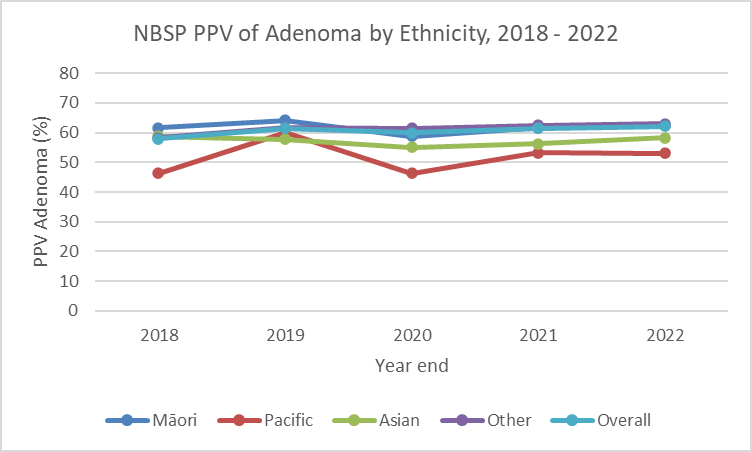 NBSP PPV of Adenoma by Ethnicity, 2018 - 2022
80
70
60
50
40
30
20
10
0
PPV Adenoma (%)
2018 2019 2020 2021 2022
Year end
Māori Pacific Asian Other Overall